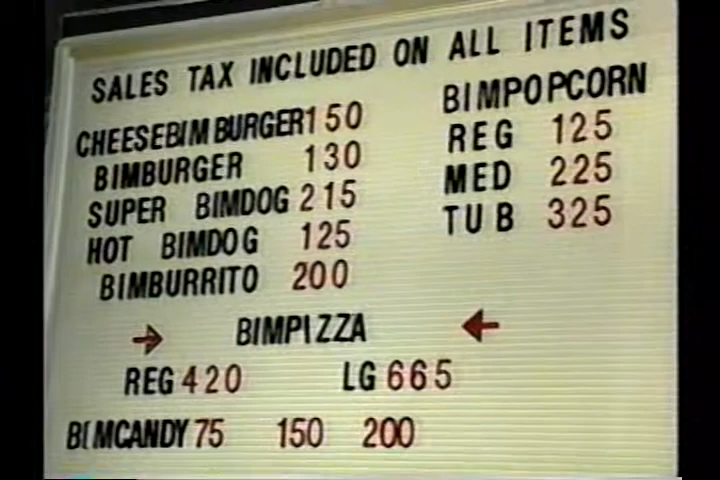 SALES TAX INCLUDED ON ALL ITEMS
CHEESEBIMBURGER 150
BIMBURGER 130
SUPER BIMDOG 215
HOT BIMDOG 125
BIMBURRITO 200
BIMPOPCORN
REG 125
MED 225
TUB 325
→ BIMPIZZA ←
REG 420 LG 665
BIMCANDY 75 150 200